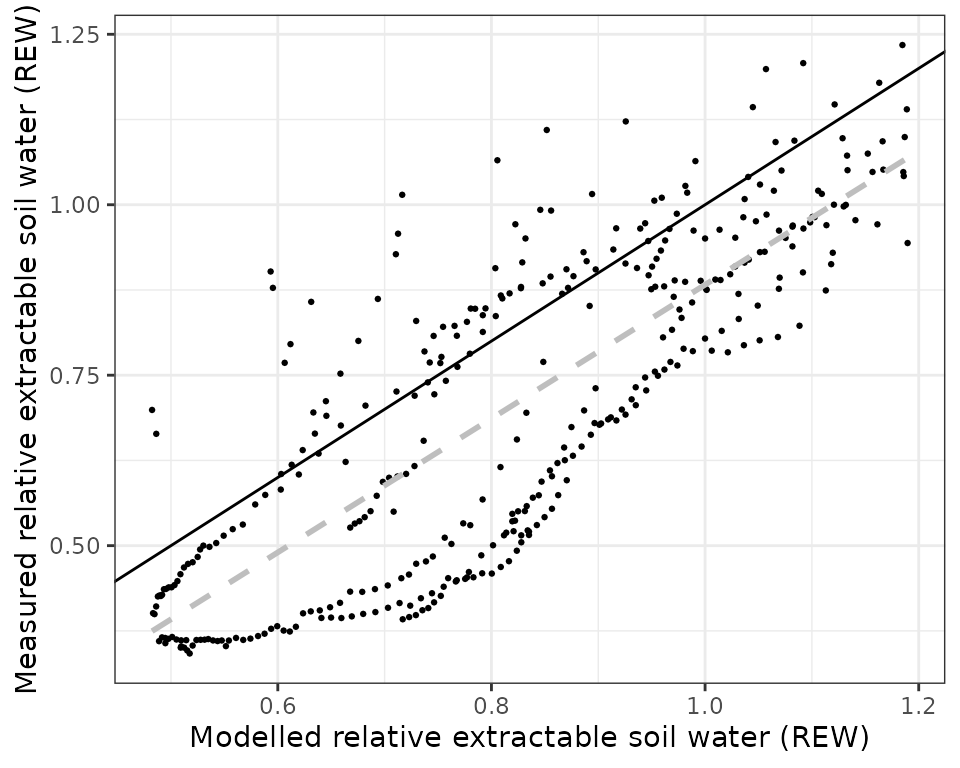 Measured relative extractable soil water (REW)
1.25
1.00
0.75
0.50
0.6 0.8 1.0 1.2
Modelled relative extractable soil water (REW)